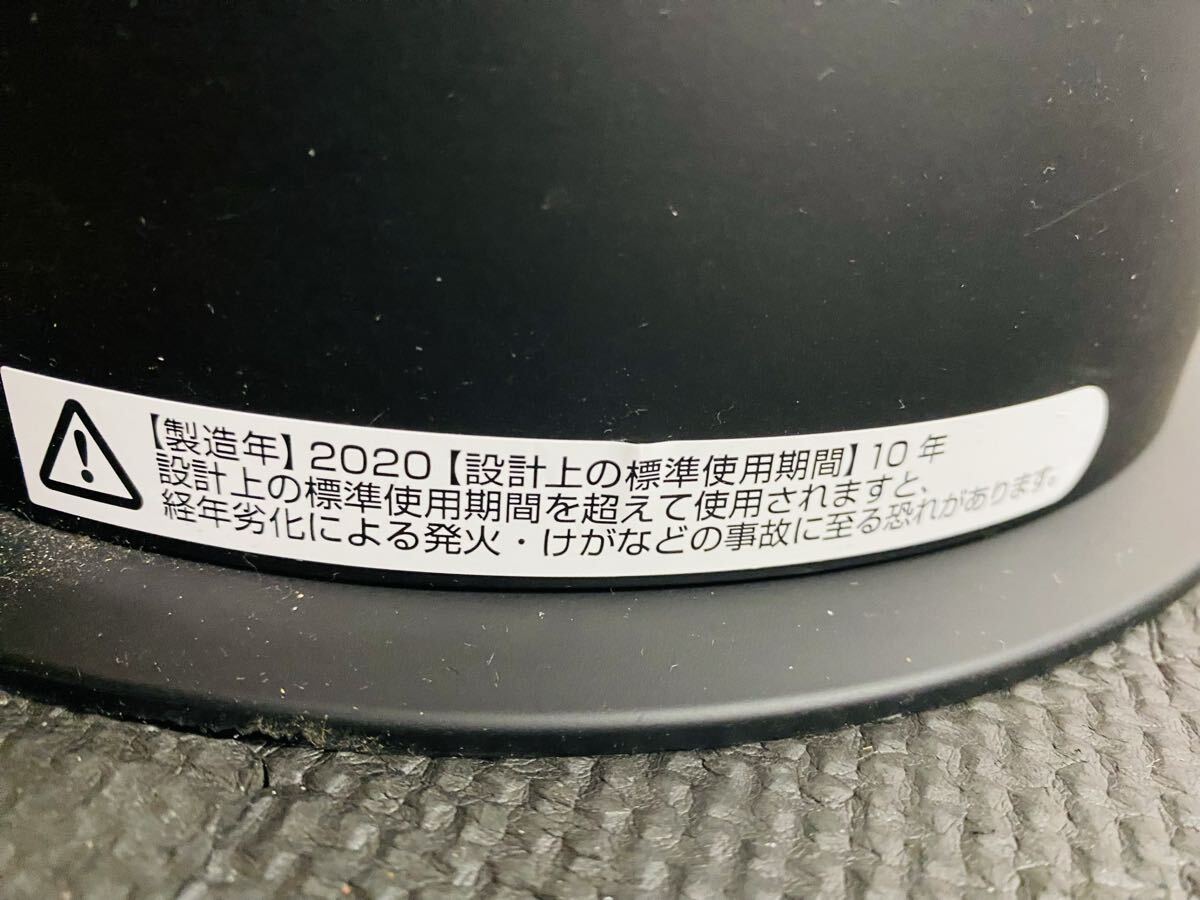 【製造年】2020【設計上の標準使用期間】10年
設計上の標準使用期間を超えて使用されますと、
経年劣化による発火・けがなどの事故に至る恐れがあります。